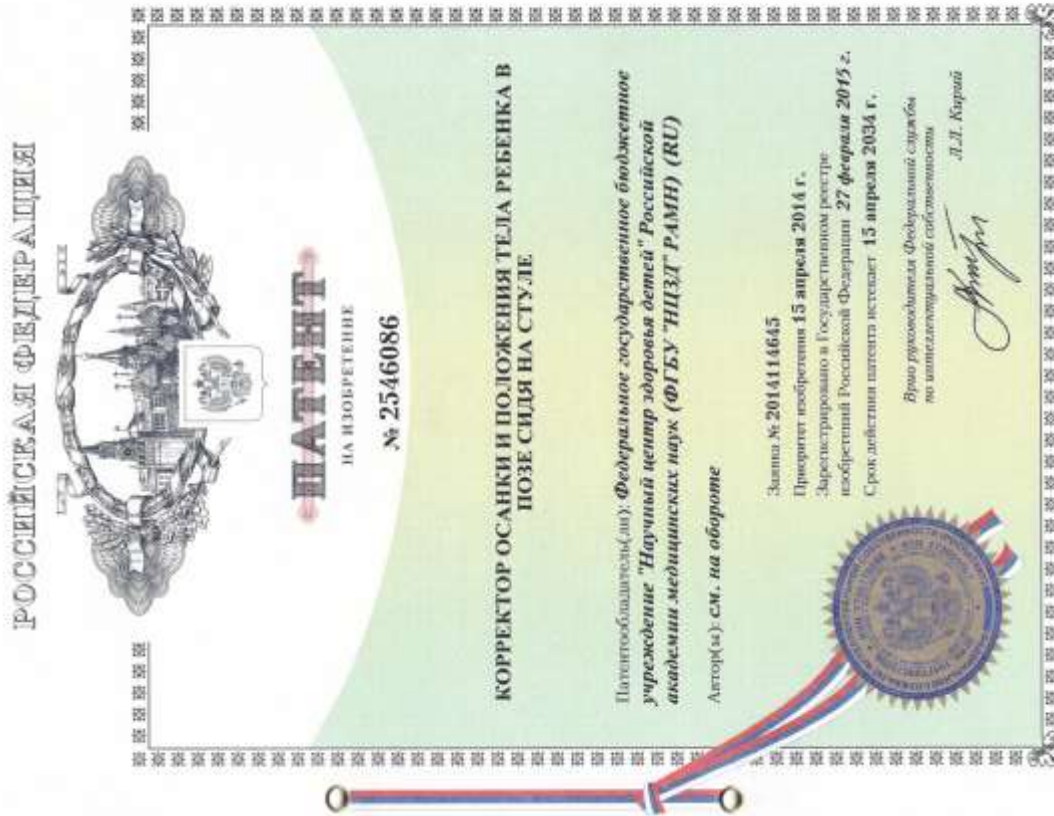 РОССИЙСКАЯ ФЕДЕРАЦИЯ
ПАТЕНТ
НА ИЗОБРЕТЕНИЕ
№ 2546086
КОРРЕКТОР ОСАНКИ И ПОЛОЖЕНИЯ ТЕЛА РЕБЕНКА В
ПОЗЕ СИДЯ НА СТУЛЕ
Патентообладатель(ли): Федеральное государственное бюджетное
учреждение "Научный центр здоровья детей" Российской
академии медицинских наук (ФГБУ "НЦЗД" РАМН) (RU)
Автор(ы): см. на обороте
Заявка № 2014114645
Приоритет изобретения 15 апреля 2014 г.
Зарегистрировано в Государственном реестре
изобретений Российской Федерации 27 февраля 2015 г.
Срок действия патента истекает 15 апреля 2034 г.
Врио руководителя Федеральной службы
по интеллектуальной собственности
Л.Л. Кирий